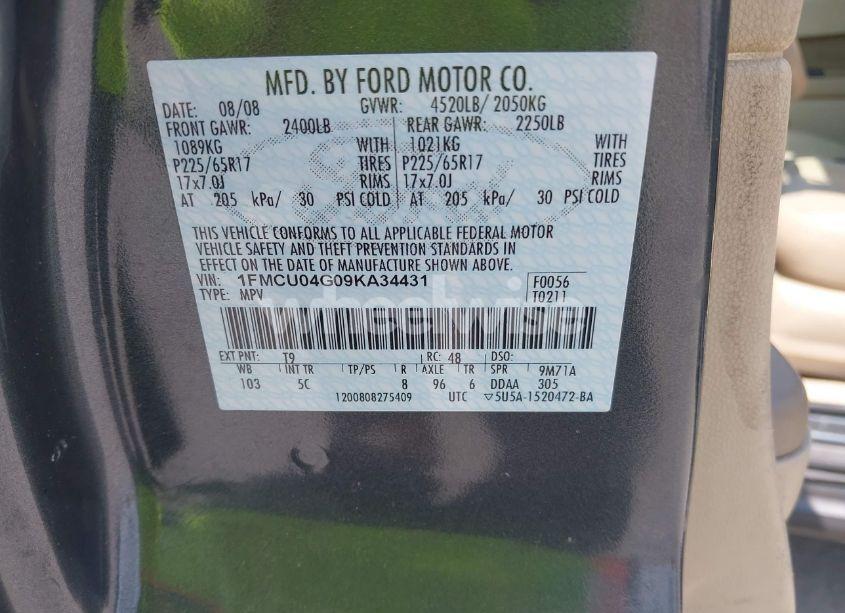 MFD. BY FORD MOTOR CO.
DATE: 08/08 GVWR: 4520LB/ 2050KG
FRONT GAWR: 2400LB REAR GAWR: 2250LB
1089KG WITH 1021KG WITH
P225/65R17 TIRES P225/65R17 TIRES
17x7.0J RIMS 17x7.0J RIMS
AT 205 kPa/ 30 PSI COLD AT 205 kPa/ 30 PSI COLD
THIS VEHICLE CONFORMS TO ALL APPLICABLE FEDERAL MOTOR
VEHICLE SAFETY AND THEFT PREVENTION STANDARDS IN
EFFECT ON THE DATE OF MANUFACTURE SHOWN ABOVE.
VIN: 1FMCU04G09KA34431 F0056
TYPE: MPV T0211
wheelwise
EXT PNT: T9 RC: 48 DSO:
WB INT TR TP/PS R AXLE TR SPR 9M71A
103 5C 8 96 6 DDAA 305
1200808275409 UTC ▽5U5A-1520472-BA